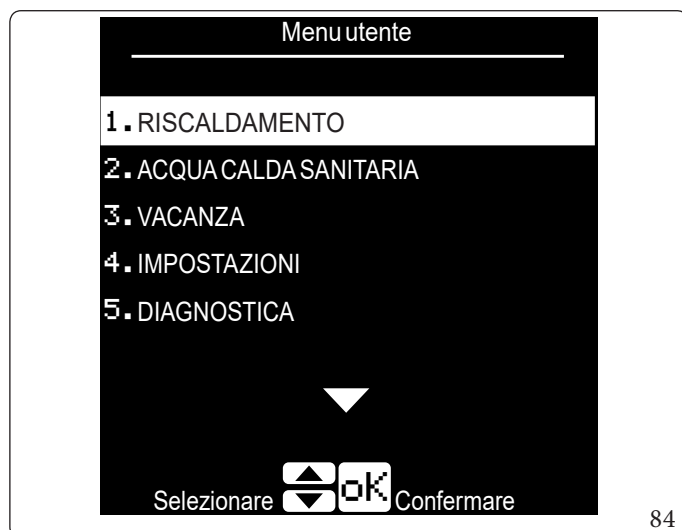 Menu utente
1. RISCALDAMENTO
2. ACQUA CALDA SANITARIA
3. VACANZA
4. IMPOSTAZIONI
5. DIAGNOSTICA
Selezionare oK Confermare
84